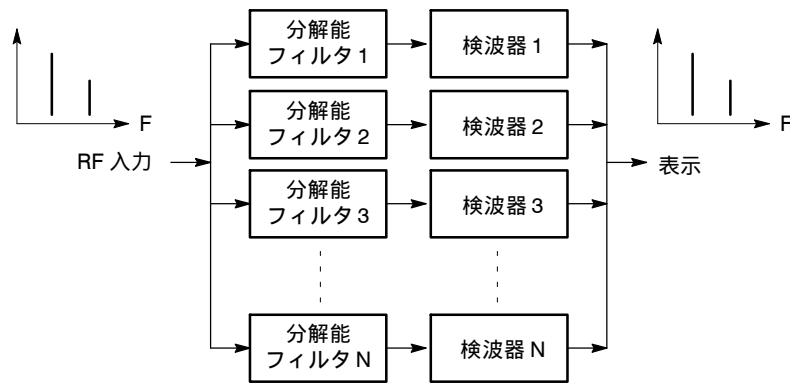 分解能
フィルタ 1
検波器 1
F
F
分解能
フィルタ 2
検波器 2
RF 入力
表示
分解能
フィルタ 3
検波器 3
分解能
フィルタ N
検波器 N